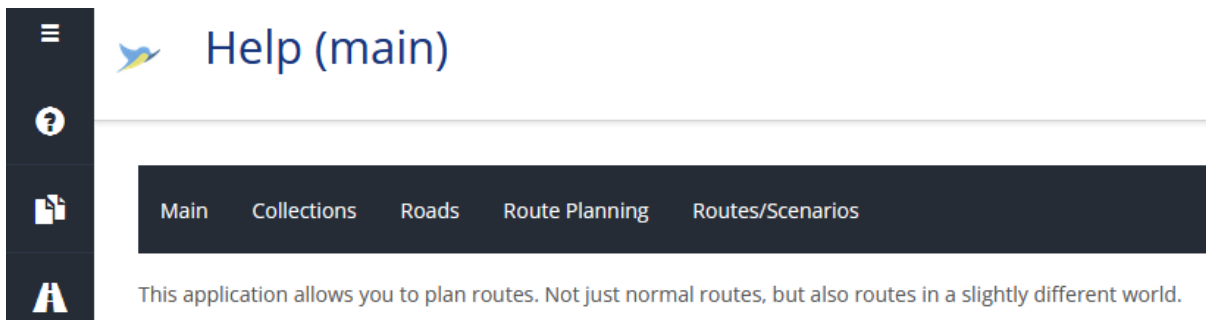 Help (main)
Main Collections Roads Route Planning Routes/Scenarios
This application allows you to plan routes. Not just normal routes, but also routes in a slightly different world.